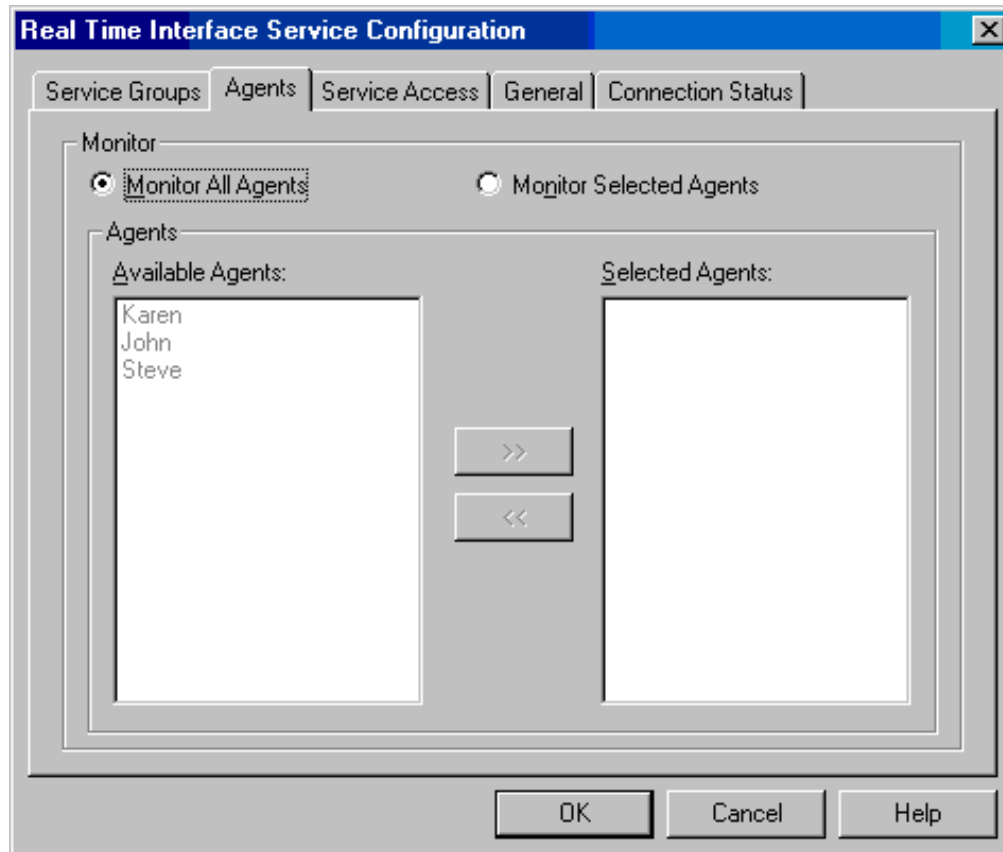 Real Time Interface Service Configuration
Service Groups Agents Service Access General Connection Status
Monitor
Monitor All Agents Monitor Selected Agents
Agents
Available Agents: Selected Agents:
Karen
John
Steve
>>
<<
OK Cancel Help